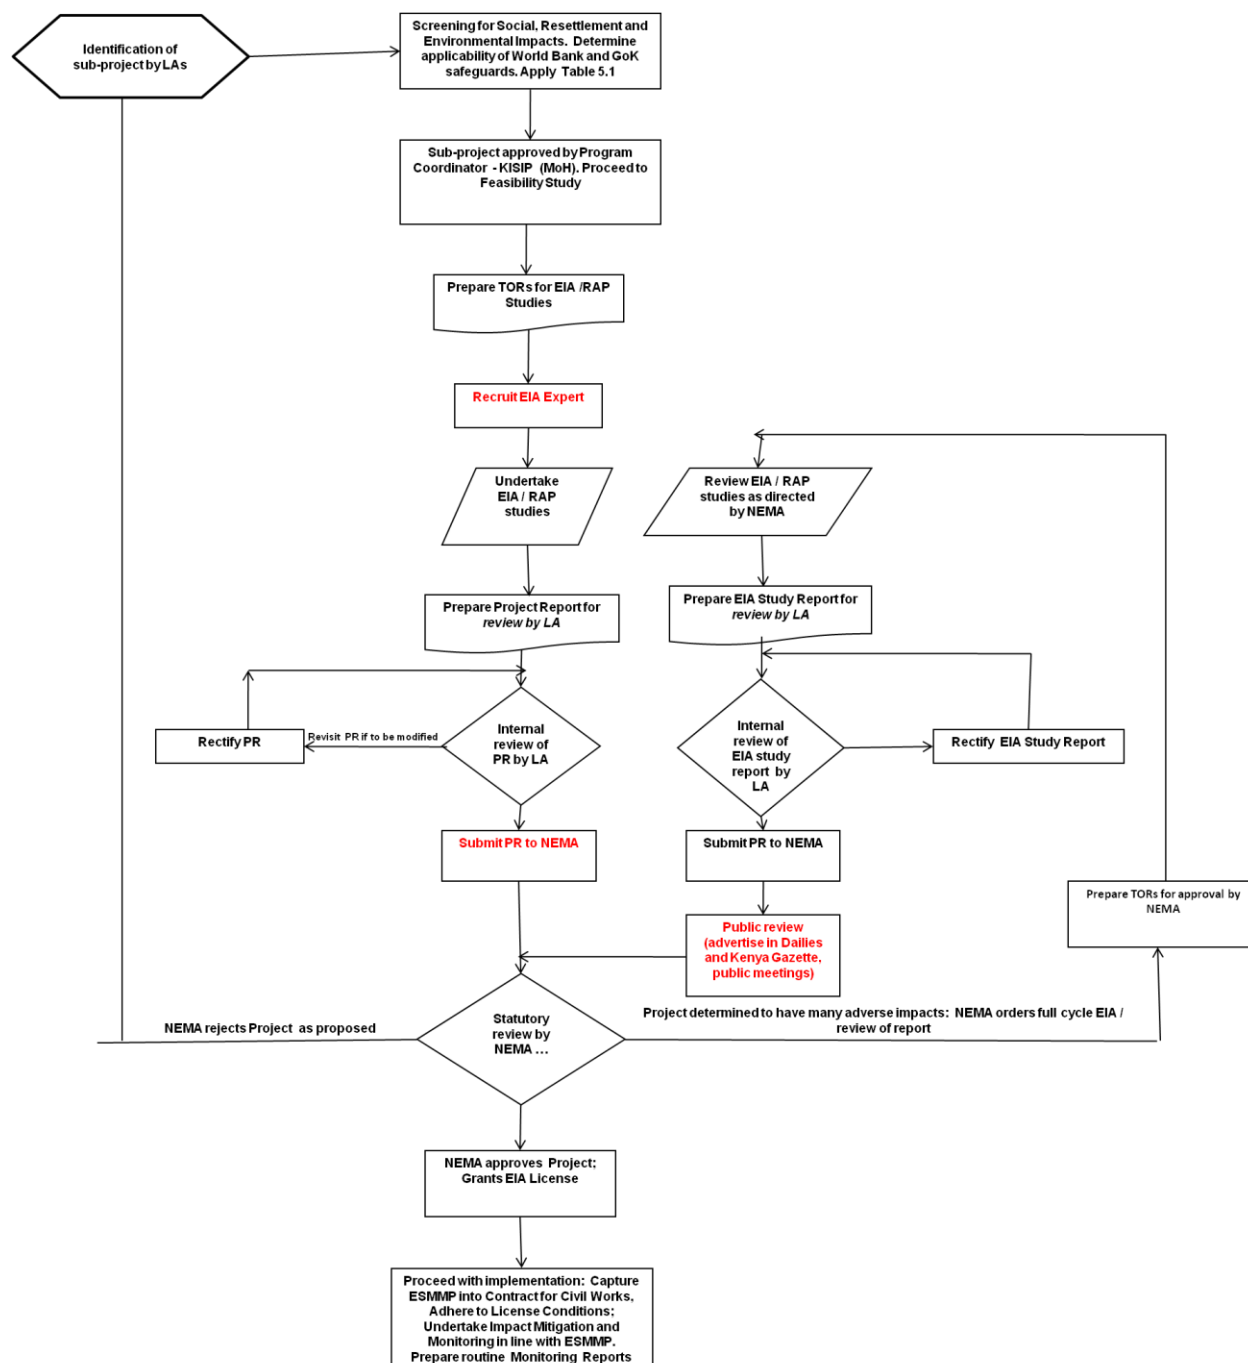 Identification of
sub-project by LAs
Screening for Social, Resettlement and
Environmental Impacts. Determine
applicability of World Bank and GoK
safeguards. Apply Table 5.1
Sub-project approved by Program
Coordinator - KISIP (MoH). Proceed to
Feasibility Study
Prepare TORs for EIA /RAP
Studies
Recruit EIA Expert
Undertake
EIA / RAP
studies
Review EIA / RAP
studies as directed
by NEMA
Prepare Project Report for
review by LA
Prepare EIA Study Report for
review by LA
Rectify PR
Revisit PR if to be modified
Internal
review of
PR by LA
Internal
review of
EIA study
report by
LA
Rectify EIA Study Report
Submit PR to NEMA
Submit PR to NEMA
Prepare TORs for approval by
NEMA
Public review
(advertise in Dailies
and Kenya Gazette,
public meetings)
NEMA rejects Project as proposed
Statutory
review by
NEMA ...
Project determined to have many adverse impacts: NEMA orders full cycle EIA /
review of report
NEMA approves Project;
Grants EIA License
Proceed with implementation: Capture
ESMMP into Contract for Civil Works,
Adhere to License Conditions;
Undertake Impact Mitigation and
Monitoring in line with ESMMP.
Prepare routine Monitoring Reports